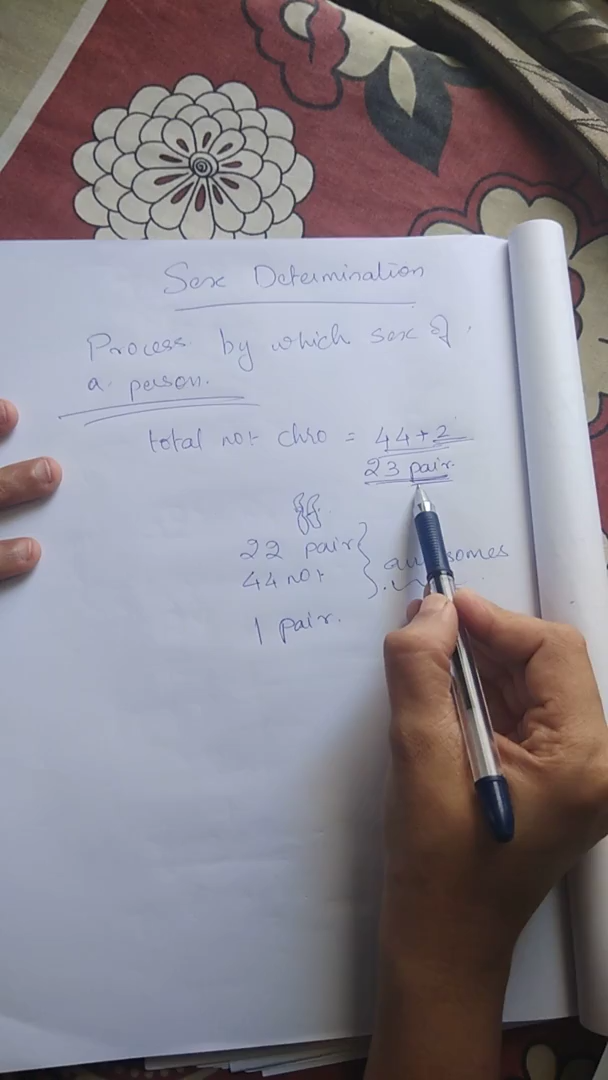 Sex Determination
Process by which sex of
a person.
total no:- chro = 44+2
23 pair.
22 pair
44 no:-
1 pair.